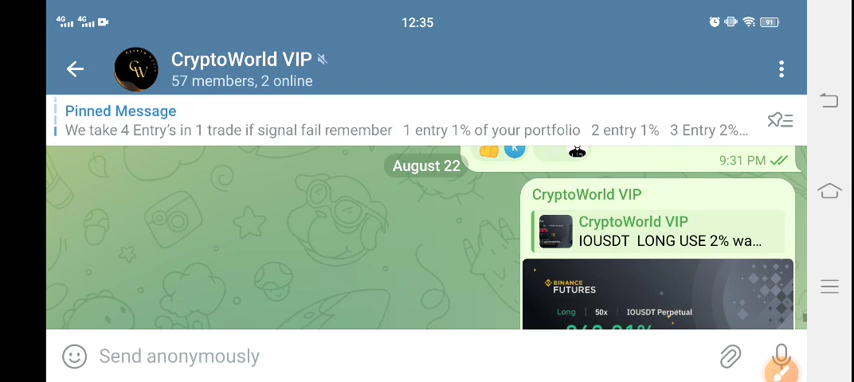 4G 4G 12:35 91
CryptoWorld VIP
57 members, 2 online
Pinned Message
We take 4 Entry's in 1 trade if signal fail remember 1 entry 1% of your portfolio 2 entry 1% 3 Entry 2%...
K
9:31 PM
August 22
CryptoWorld VIP
CryptoWorld VIP
IOUSDT LONG USE 2% wa...
BINANCE
FUTURES
Long 50x IOUSDT Perpetual
Send anonymously